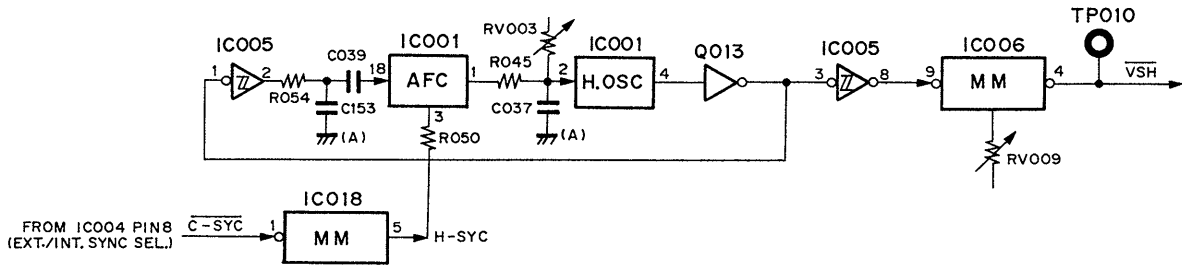 TP010
RV003
IC005
C039
IC001
IC001
Q013
IC005
IC006
1
2
18
AFC
1
R045
2
H.OSC
4
3
8
9
MM
4
VSH
R054
C153
(A)
3
R050
C037
(A)
RV009
IC018
FROM IC004 PIN8
(EXT./INT. SYNC SEL.)
C-SYC
1
MM
5
H-SYC